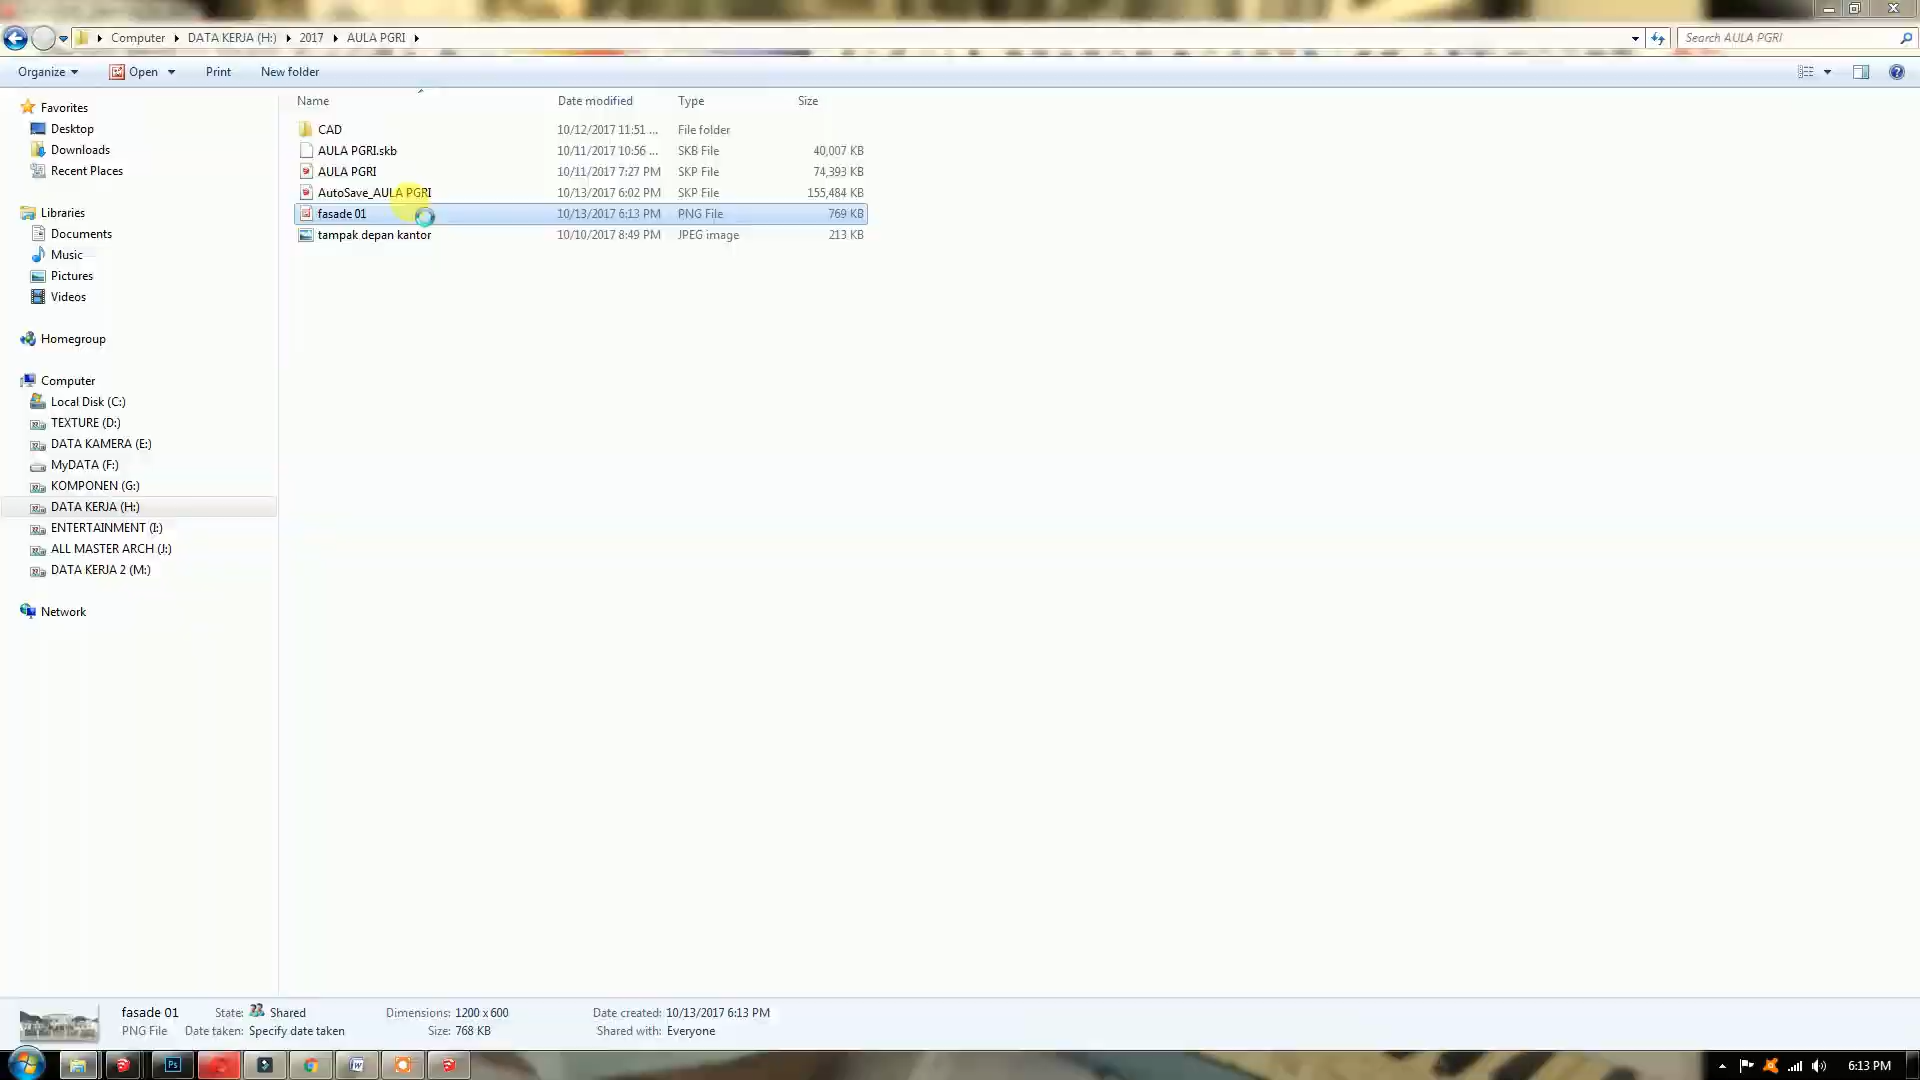 Computer DATA KERJA (H:) 2017 AULA PGRI Search AULA PGRI
Organize Open Print New folder
Name Date modified Type Size
Favorites
Desktop
Downloads
Recent Places
Libraries
Documents
Music
Pictures
Videos
Homegroup
Computer
Local Disk (C:)
TEXTURE (D:)
DATA KAMERA (E:)
MyDATA (F:)
KOMPONEN (G:)
DATA KERJA (H:)
ENTERTAINMENT (I:)
ALL MASTER ARCH (J:)
DATA KERJA 2 (M:)
Network
CAD 10/12/2017 11:51 ... File folder
AULA PGRI.skb 10/11/2017 10:56 ... SKB File 40,007 KB
AULA PGRI 10/11/2017 7:27 PM SKP File 74,393 KB
AutoSave_AULA PGRI 10/13/2017 6:02 PM SKP File 155,484 KB
fasade 01 10/13/2017 6:13 PM PNG File 769 KB
tampak depan kantor 10/10/2017 8:49 PM JPEG image 213 KB
fasade 01 State: Shared Dimensions: 1200 x 600 Date created: 10/13/2017 6:13 PM
PNG File Date taken: Specify date taken Size: 768 KB Shared with: Everyone
Ps W 6:13 PM